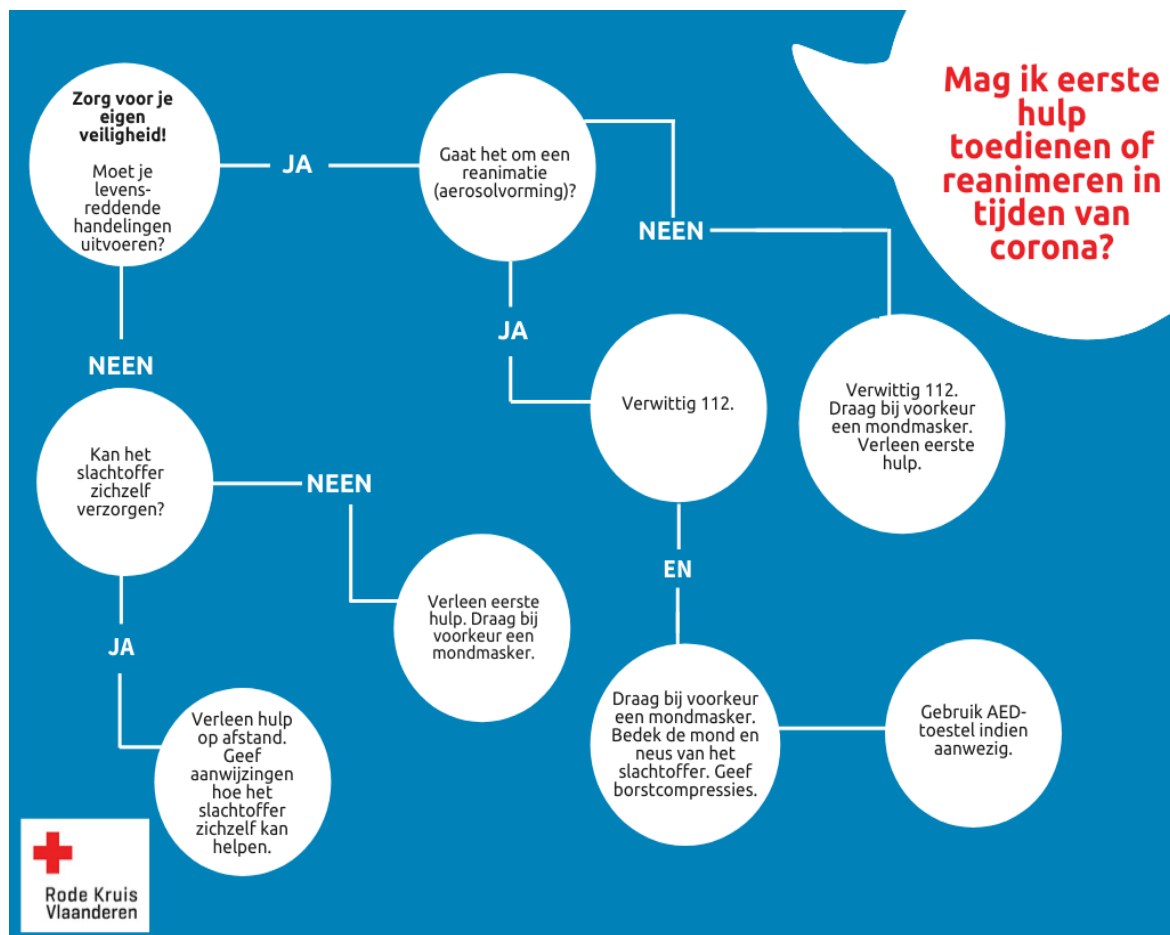 Mag ik eerste
hulp
toedienen of
reanimeren in
tijden van
corona?
Zorg voor je
eigen
veiligheid!
Moet je
levens-
reddende
handelingen
uitvoeren?
JA
Gaat het om een
reanimatie
(aerosolvorming)?
NEEN
JA
NEEN
Verwittig 112.
Verwittig 112.
Draag bij voorkeur
een mondmasker.
Verleen eerste
hulp.
Kan het
slachtoffer
zichzelf
verzorgen?
NEEN
EN
Verleen eerste
hulp. Draag bij
voorkeur een
mondmasker.
JA
Draag bij voorkeur
een mondmasker.
Bedek de mond en
neus van het
slachtoffer. Geef
borstcompressies.
Gebruik AED-
toestel indien
aanwezig.
Verleen hulp
op afstand.
Geef
aanwijzingen
hoe het
slachtoffer
zichzelf kan
helpen.
Rode Kruis
Vlaanderen